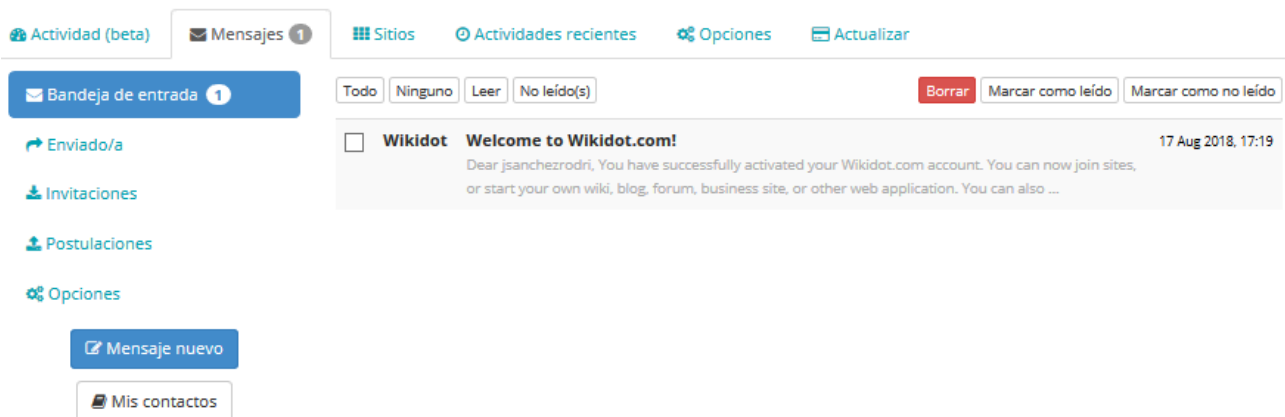 Actividad (beta) Mensajes 1 Sitios Actividades recientes Opciones Actualizar
Bandeja de entrada 1
Enviado/a
Invitaciones
Postulaciones
Opciones
Mensaje nuevo
Mis contactos
Todo Ninguno Leer No leído(s) Borrar Marcar como leído Marcar como no leído
Wikidot Welcome to Wikidot.com! 17 Aug 2018, 17:19
Dear jsanchezrodri, You have successfully activated your Wikidot.com account. You can now join sites,
or start your own wiki, blog, forum, business site, or other web application. You can also ...